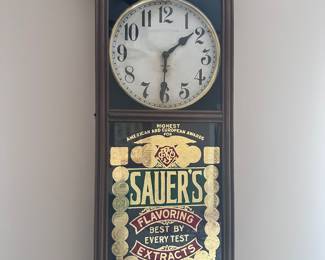 12
11 1
10 2
9 3
8 4
7 5
6
HIGHEST
AMERICAN AND EUROPEAN AWARDS
FOR
SAUER'S
FLAVORING
BEST BY
EVERY TEST
EXTRACTS